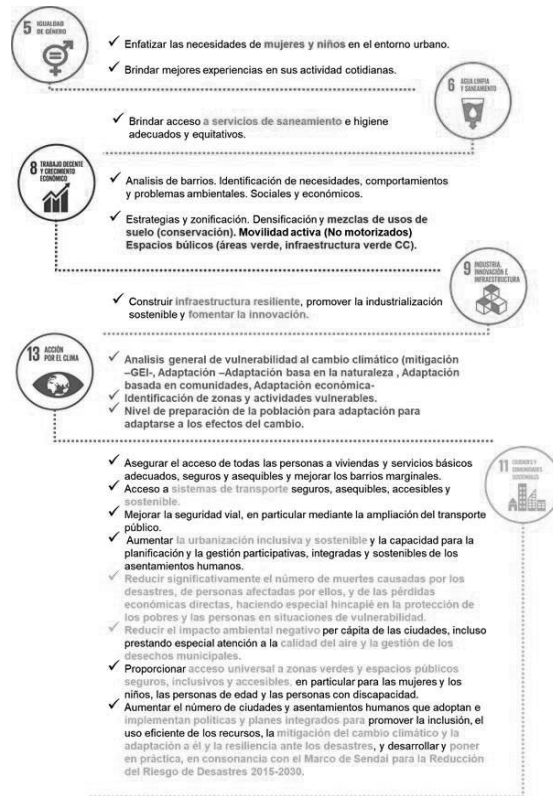 5 IGUALDAD
DE GÉNERO
✓ Enfatizar las necesidades de mujeres y niños en el entorno urbano.
✓ Brindar mejores experiencias en sus actividad cotidianas.
6 AGUA LIMPIA
Y SANEAMIENTO
✓ Brindar acceso a servicios de saneamiento e higiene
adecuados y equitativos.
8 TRABAJO DECENTE
Y CRECIMIENTO
ECONÓMICO
✓ Analisis de barrios. Identificación de necesidades, comportamientos
y problemas ambientales. Sociales y económicos.
✓ Estrategias y zonificación. Densificación y mezclas de usos de
suelo (conservación). Movilidad activa (No motorizados)
Espacios búlicos (áreas verde, infraestructura verde CC).
9 INDUSTRIA,
INNOVACIÓN E
INFRAESTRUCTURA
✓ Construir infraestructura resiliente, promover la industrialización
sostenible y fomentar la innovación.
13 ACCIÓN
POR EL CLIMA
✓ Analisis general de vulnerabilidad al cambio climático (mitigación
–GEI-, Adaptación –Adaptación basa en la naturaleza , Adaptación
basada en comunidades, Adaptación económica-
✓ Identificación de zonas y actividades vulnerables.
✓ Nivel de preparación de la población para adaptación para
adaptarse a los efectos del cambio.
11 CIUDADES Y
COMUNIDADES
SOSTENIBLES
✓ Asegurar el acceso de todas las personas a viviendas y servicios básicos
adecuados, seguros y asequibles y mejorar los barrios marginales.
✓ Acceso a sistemas de transporte seguros, asequibles, accesibles y
sostenible.
✓ Mejorar la seguridad vial, en particular mediante la ampliación del transporte
público.
✓ Aumentar la urbanización inclusiva y sostenible y la capacidad para la
planificación y la gestión participativas, integradas y sostenibles de los
asentamientos humanos.
✓ Reducir significativamente el número de muertes causadas por los
desastres, de personas afectadas por ellos, y de las pérdidas
económicas directas, haciendo especial hincapié en la protección de
los pobres y las personas en situaciones de vulnerabilidad.
✓ Reducir el impacto ambiental negativo per cápita de las ciudades, incluso
prestando especial atención a la calidad del aire y la gestión de los
desechos municipales.
✓ Proporcionar acceso universal a zonas verdes y espacios públicos
seguros, inclusivos y accesibles, en particular para las mujeres y los
niños, las personas de edad y las personas con discapacidad.
✓ Aumentar el número de ciudades y asentamientos humanos que adoptan e
implementan políticas y planes integrados para promover la inclusión, el
uso eficiente de los recursos, la mitigación del cambio climático y la
adaptación a él y la resiliencia ante los desastres, y desarrollar y poner
en práctica, en consonancia con el Marco de Sendai para la Reducción
del Riesgo de Desastres 2015-2030.